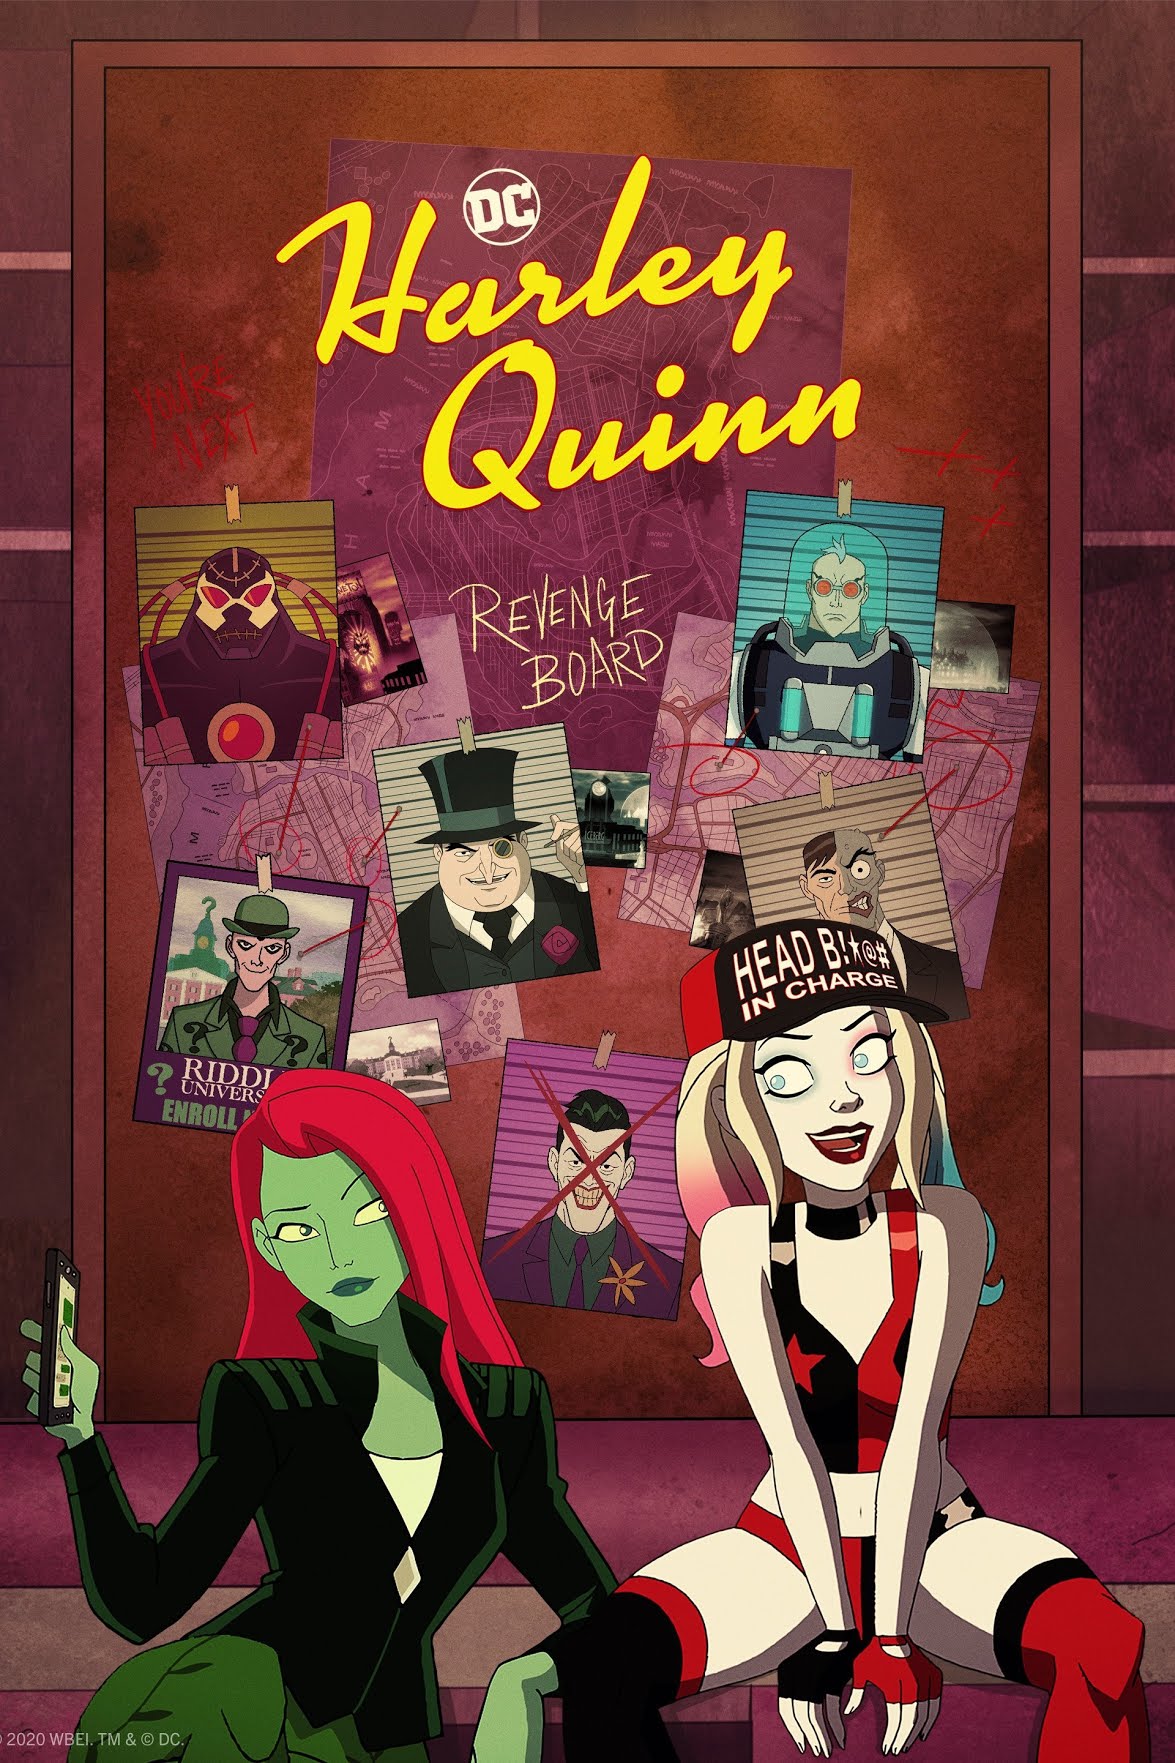 DC
Harley
Quinn
YOU'RE
NEXT
REVENGE
BOARD
HEAD B!★@#
IN CHARGE
?
RIDDL
UNIVERS
ENROLL
© 2020 WBEI. TM & © DC.